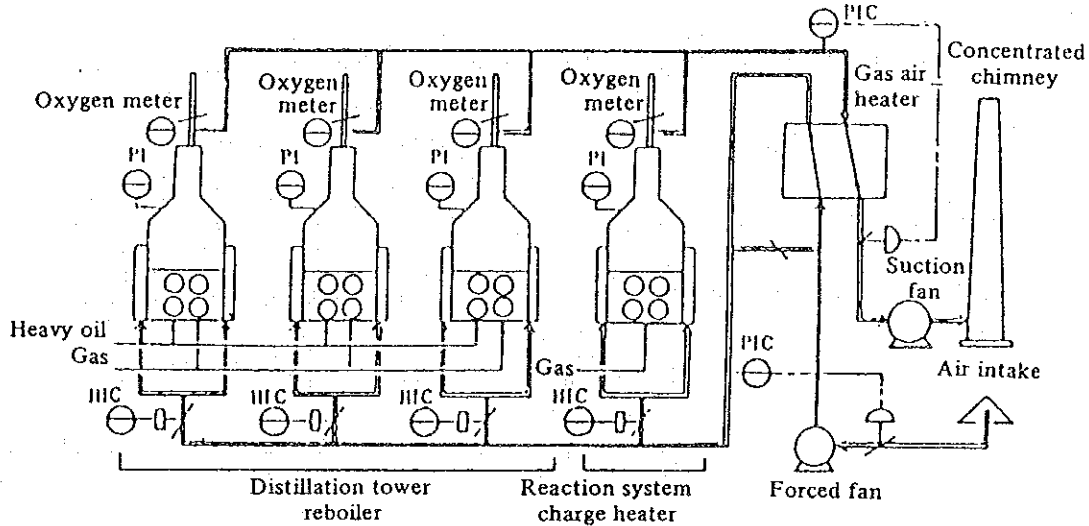 PIC
Concentrated
chimney
Gas air
heater
Oxygen meter
Oxygen
meter
Oxygen
meter
Oxygen
meter
PI
PI
PI
PI
Suction
fan
Heavy oil
Gas
Gas
PIC
Air intake
HIC
HIC
HIC
HIC
Distillation tower
reboiler
Reaction system
charge heater
Forced fan